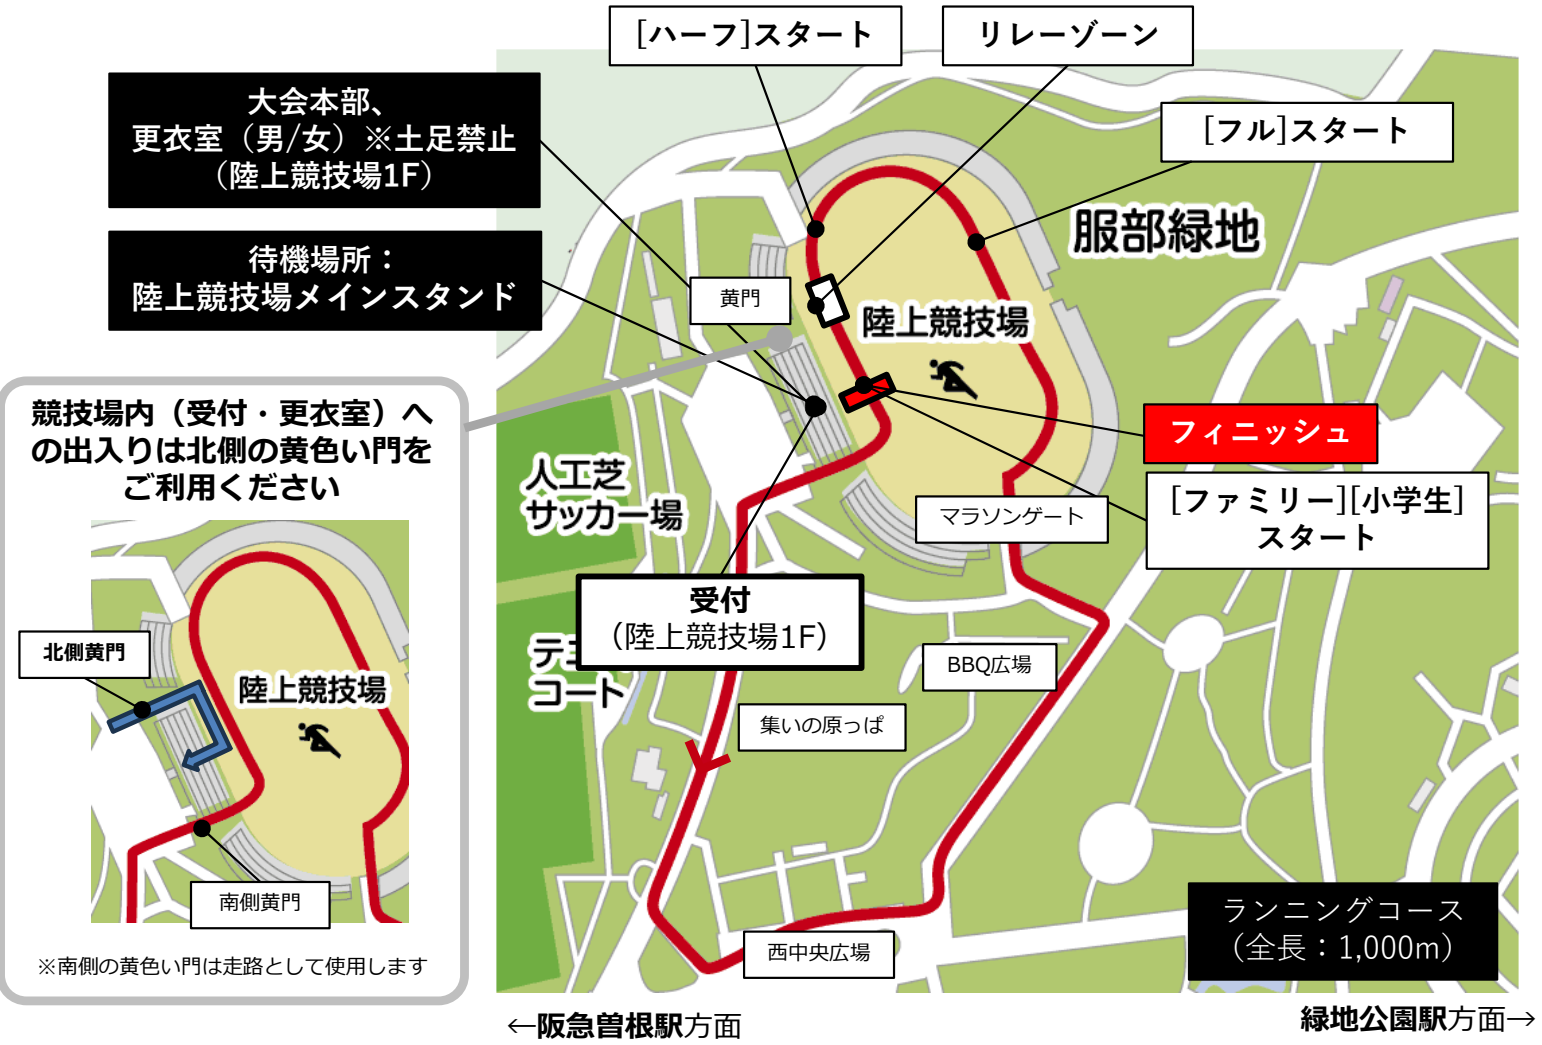 [ハーフ]スタート
リレーゾーン
大会本部、
更衣室（男/女）※土足禁止
（陸上競技場1F）
[フル]スタート
服部緑地
待機場所：
陸上競技場メインスタンド
黄門
陸上競技場
競技場内（受付・更衣室）へ
の出入りは北側の黄色い門を
ご利用ください
フィニッシュ
人工芝
サッカー場
[ファミリー][小学生]
スタート
マラソンゲート
受付
（陸上競技場1F）
テニ
コート
BBQ広場
北側黄門
陸上競技場
集いの原っぱ
南側黄門
※南側の黄色い門は走路として使用します
西中央広場
ランニングコース
（全長：1,000m）
←阪急曽根駅方面
緑地公園駅方面→